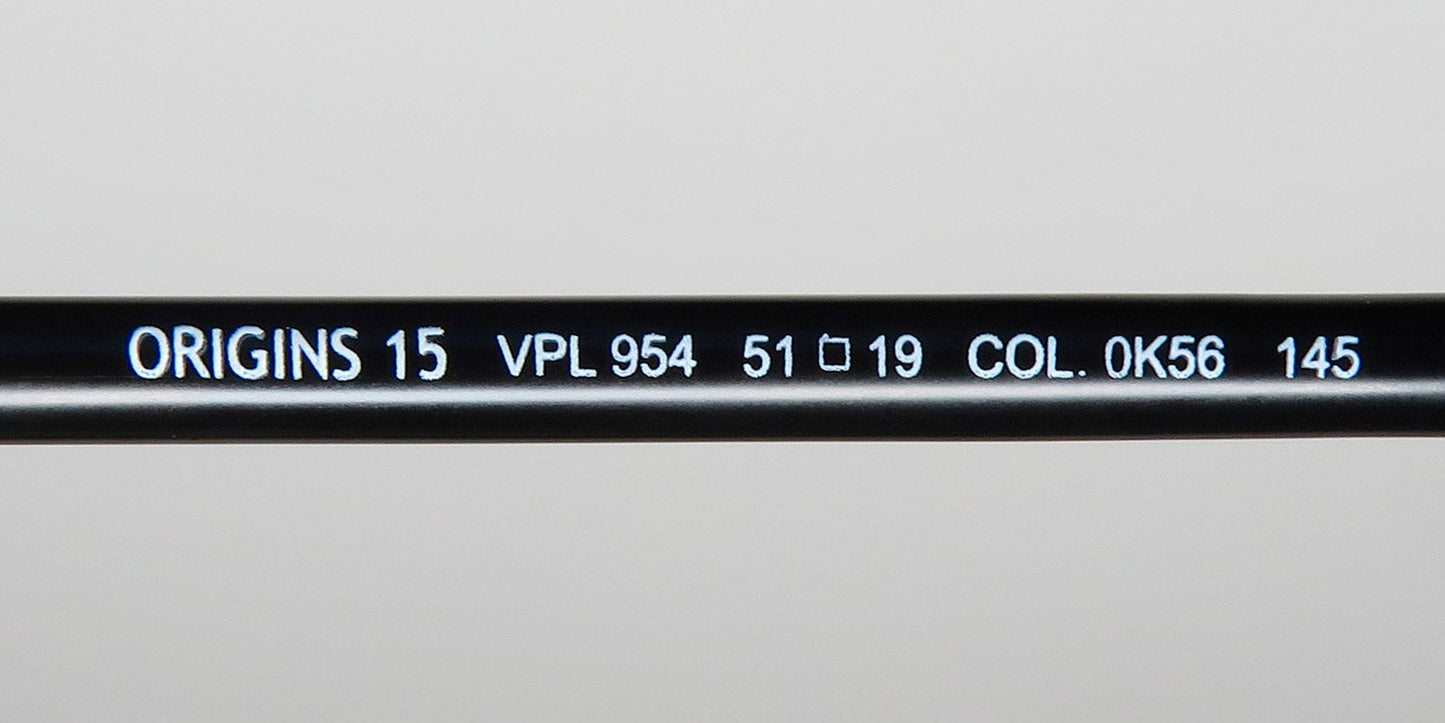 ORIGINS 15 VPL 954 51 □ 19 COL. 0K56 145